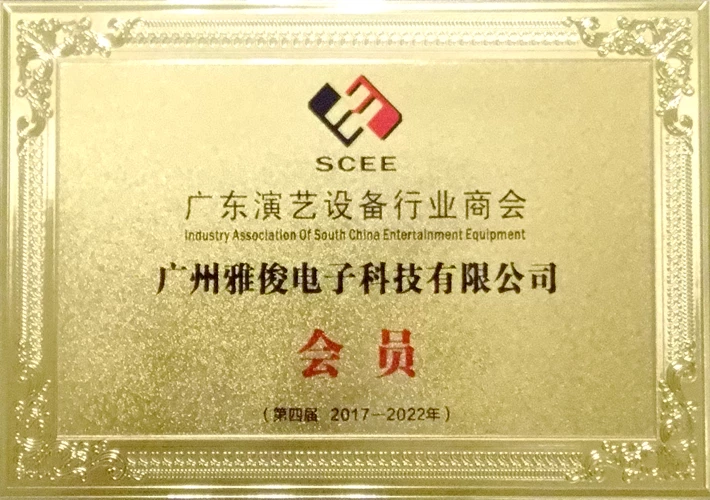 SCEE
广东演艺设备行业商会
Industry Association Of South China Entertainment Equipment
广州雅俊电子科技有限公司
会员
（第四届 2017—2022年）